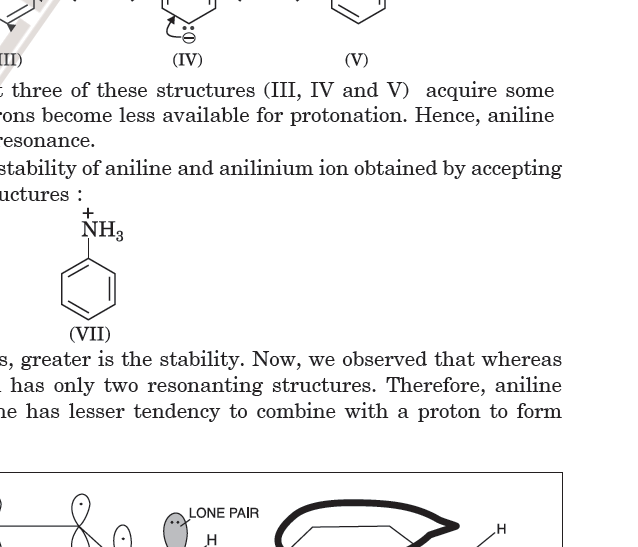 III) (IV) (V)
three of these structures (III, IV and V) acquire some
rons become less available for protonation. Hence, aniline
resonance.
stability of aniline and anilinium ion obtained by accepting
uctures :
+
NH3
(VII)
s, greater is the stability. Now, we observed that whereas
has only two resonanting structures. Therefore, aniline
ne has lesser tendency to combine with a proton to form
LONE PAIR
H
H